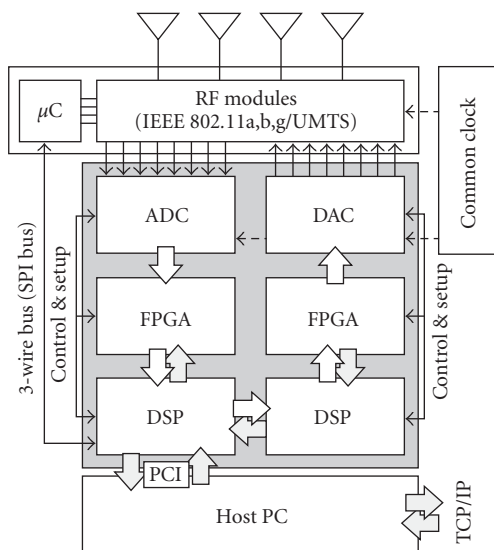 μC
RF modules
(IEEE 802.11a,b,g/UMTS)
Common clock
ADC
DAC
3-wire bus (SPI bus)
Control & setup
FPGA
FPGA
Control & setup
DSP
DSP
PCI
Host PC
TCP/IP